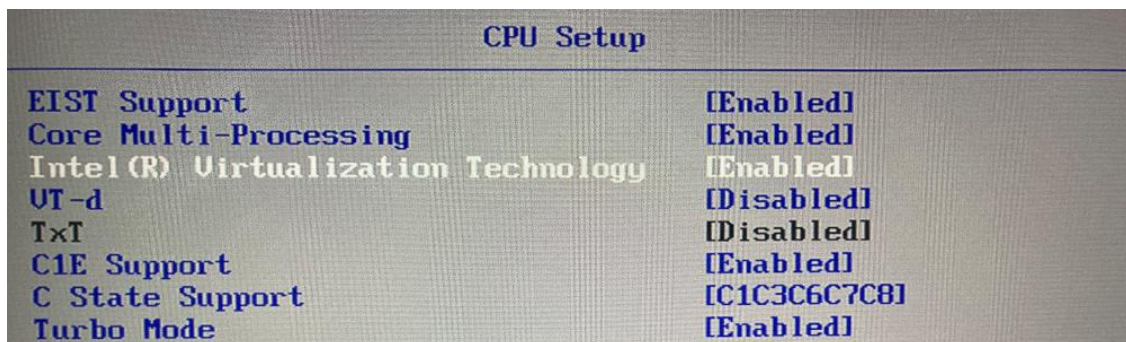 CPU Setup
EIST Support [Enabled]
Core Multi-Processing [Enabled]
Intel(R) Virtualization Technology [Enabled]
VT-d [Disabled]
TxT [Disabled]
C1E Support [Enabled]
C State Support [C1C3C6C7C8]
Turbo Mode [Enabled]